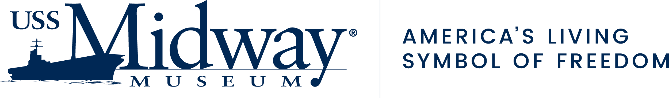 USS
Midway®
MUSEUM
AMERICA'S LIVING
SYMBOL OF FREEDOM